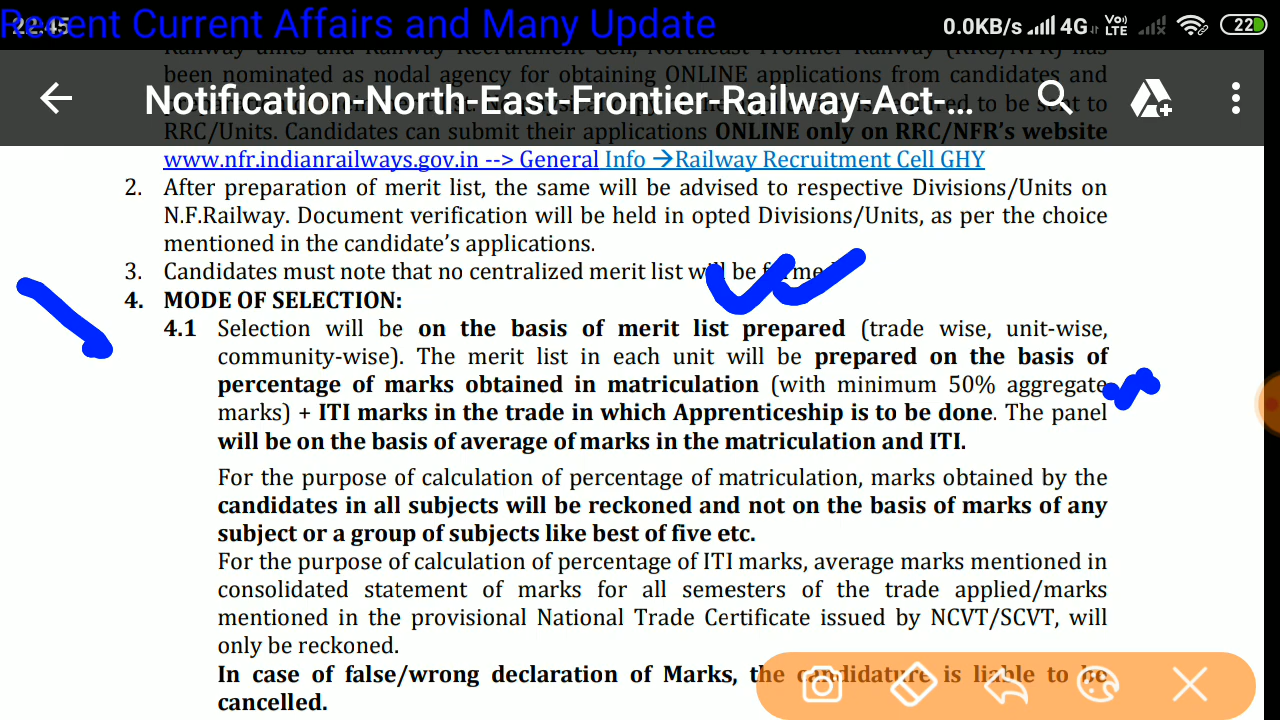 Recent Current Affairs and Many Update
22.45
0.0KB/s 4G Vo) LTE 22
Notification-North-East-Frontier-Railway-Act-...
been nominated as nodal agency for obtaining ONLINE applications from candidates and
RRC/Units. Candidates can submit their applications ONLINE only on RRC/NFR's website
www.nfr.indianrailways.gov.in --> General Info →Railway Recruitment Cell GHY
2. After preparation of merit list, the same will be advised to respective Divisions/Units on
N.F.Railway. Document verification will be held in opted Divisions/Units, as per the choice
mentioned in the candidate's applications.
3. Candidates must note that no centralized merit list will be formed.
4. MODE OF SELECTION:
4.1 Selection will be on the basis of merit list prepared (trade wise, unit-wise,
community-wise). The merit list in each unit will be prepared on the basis of
percentage of marks obtained in matriculation (with minimum 50% aggregate
marks) + ITI marks in the trade in which Apprenticeship is to be done. The panel
will be on the basis of average of marks in the matriculation and ITI.
For the purpose of calculation of percentage of matriculation, marks obtained by the
candidates in all subjects will be reckoned and not on the basis of marks of any
subject or a group of subjects like best of five etc.
For the purpose of calculation of percentage of ITI marks, average marks mentioned in
consolidated statement of marks for all semesters of the trade applied/marks
mentioned in the provisional National Trade Certificate issued by NCVT/SCVT, will
only be reckoned.
In case of false/wrong declaration of Marks, the candidature is liable to be
cancelled.